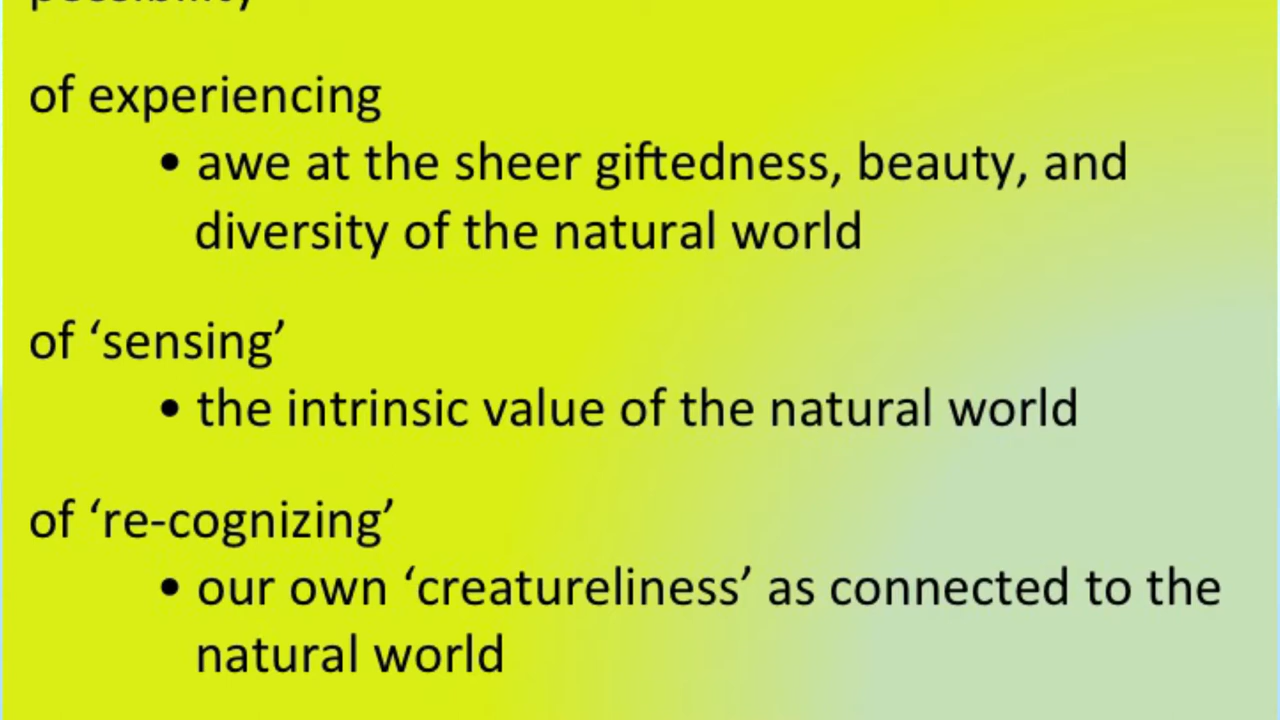 possibility
of experiencing
• awe at the sheer giftedness, beauty, and
diversity of the natural world
of ‘sensing’
• the intrinsic value of the natural world
of ‘re-cognizing’
• our own ‘creatureliness’ as connected to the
natural world